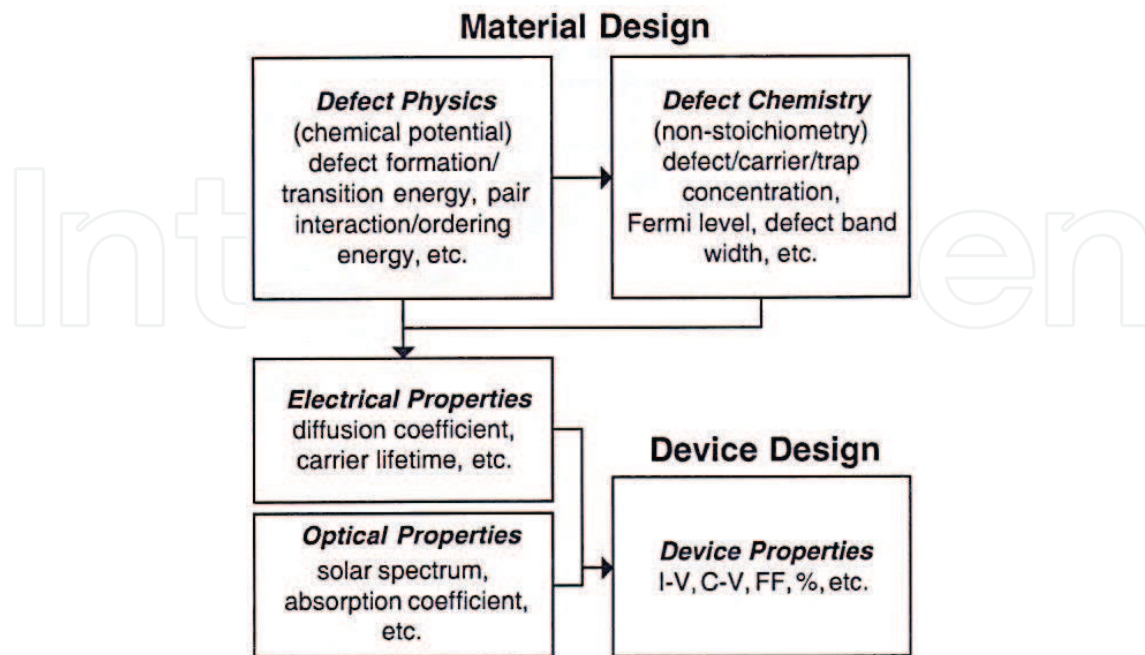 Material Design
Defect Physics
(chemical potential)
defect formation/
transition energy, pair
interaction/ordering
energy, etc.
Defect Chemistry
(non-stoichiometry)
defect/carrier/trap
concentration,
Fermi level, defect band
width, etc.
Electrical Properties
diffusion coefficient,
carrier lifetime, etc.
Optical Properties
solar spectrum,
absorption coefficient,
etc.
Device Design
Device Properties
I-V, C-V, FF, %, etc.